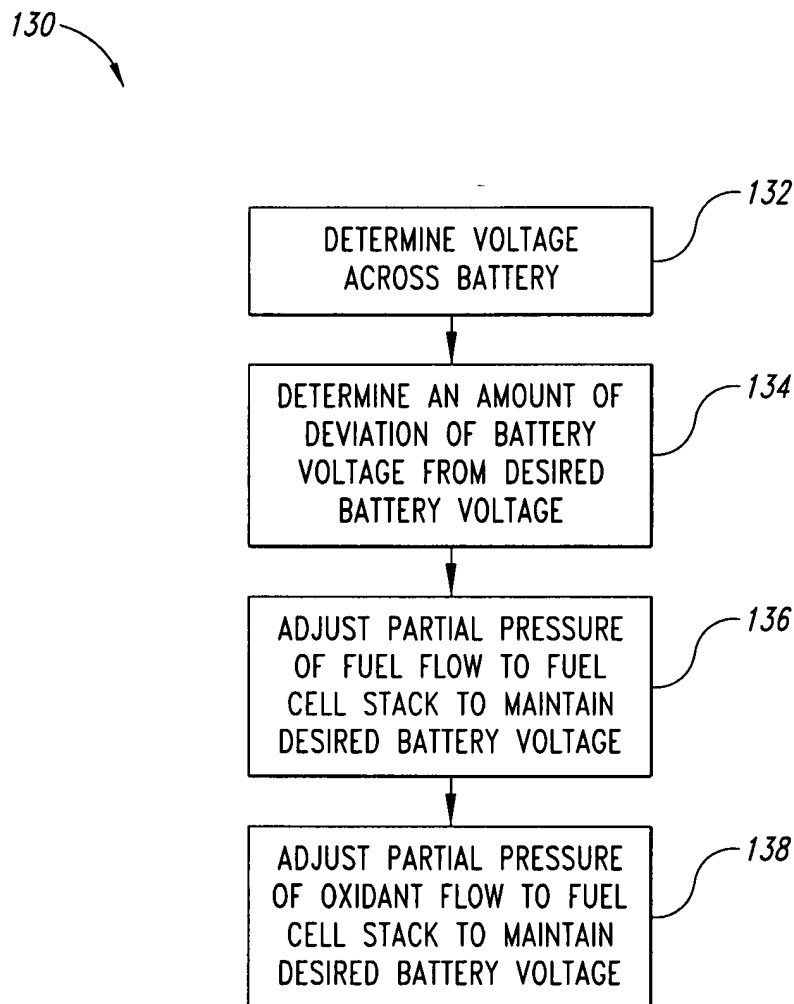 130
132
DETERMINE VOLTAGE
ACROSS BATTERY
134
DETERMINE AN AMOUNT OF
DEVIATION OF BATTERY
VOLTAGE FROM DESIRED
BATTERY VOLTAGE
136
ADJUST PARTIAL PRESSURE
OF FUEL FLOW TO FUEL
CELL STACK TO MAINTAIN
DESIRED BATTERY VOLTAGE
138
ADJUST PARTIAL PRESSURE
OF OXIDANT FLOW TO FUEL
CELL STACK TO MAINTAIN
DESIRED BATTERY VOLTAGE